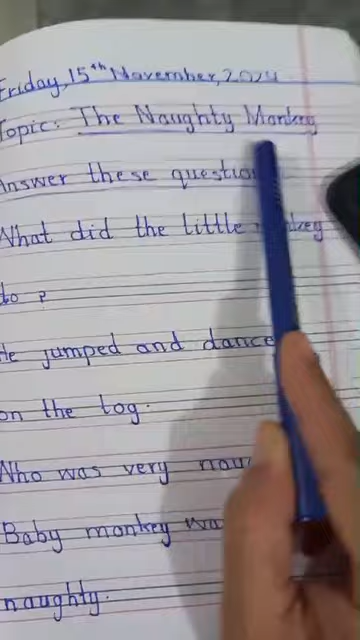 Friday, 15th November, 2024
Topic: The Naughty Monkey
Answer these question
What did the little monkey
do ?
He jumped and dance
on the log.
Who was very nau
Baby monkey wa
naughty.